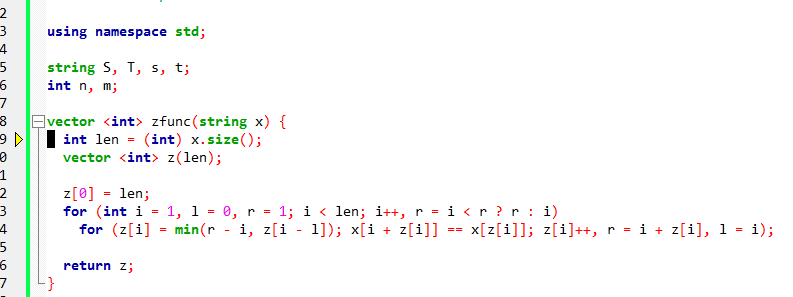 2
3 using namespace std;
4
5 string S, T, s, t;
6 int n, m;
7
8 vector <int> zfunc(string x) {
9 int len = (int) x.size();
0 vector <int> z(len);
1
2 z[0] = len;
3 for (int i = 1, l = 0, r = 1; i < len; i++, r = i < r ? r : i)
4 for (z[i] = min(r - i, z[i - l]); x[i + z[i]] == x[z[i]]; z[i]++, r = i + z[i], l = i);
5
6 return z;
7 }